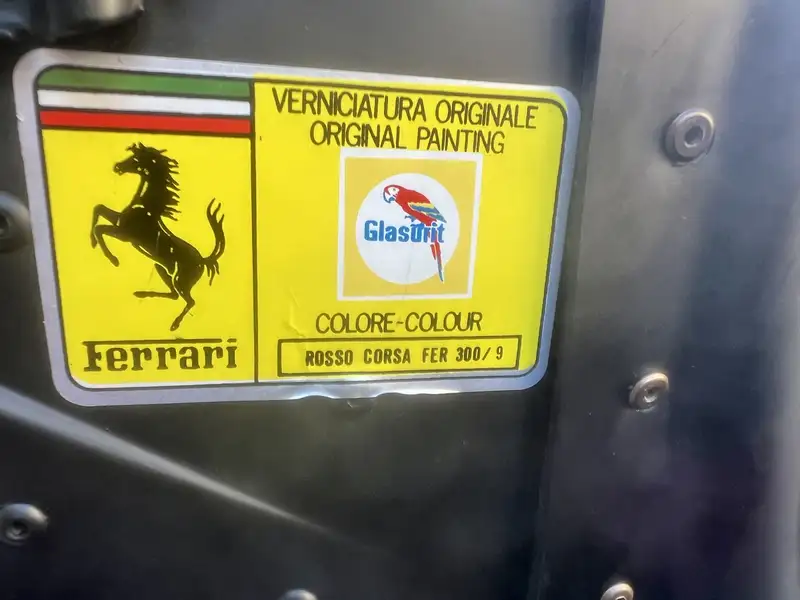 Ferrari
VERNICIATURA ORIGINALE
ORIGINAL PAINTING
Glasurit
COLORE-COLOUR
ROSSO CORSA FER 300/9